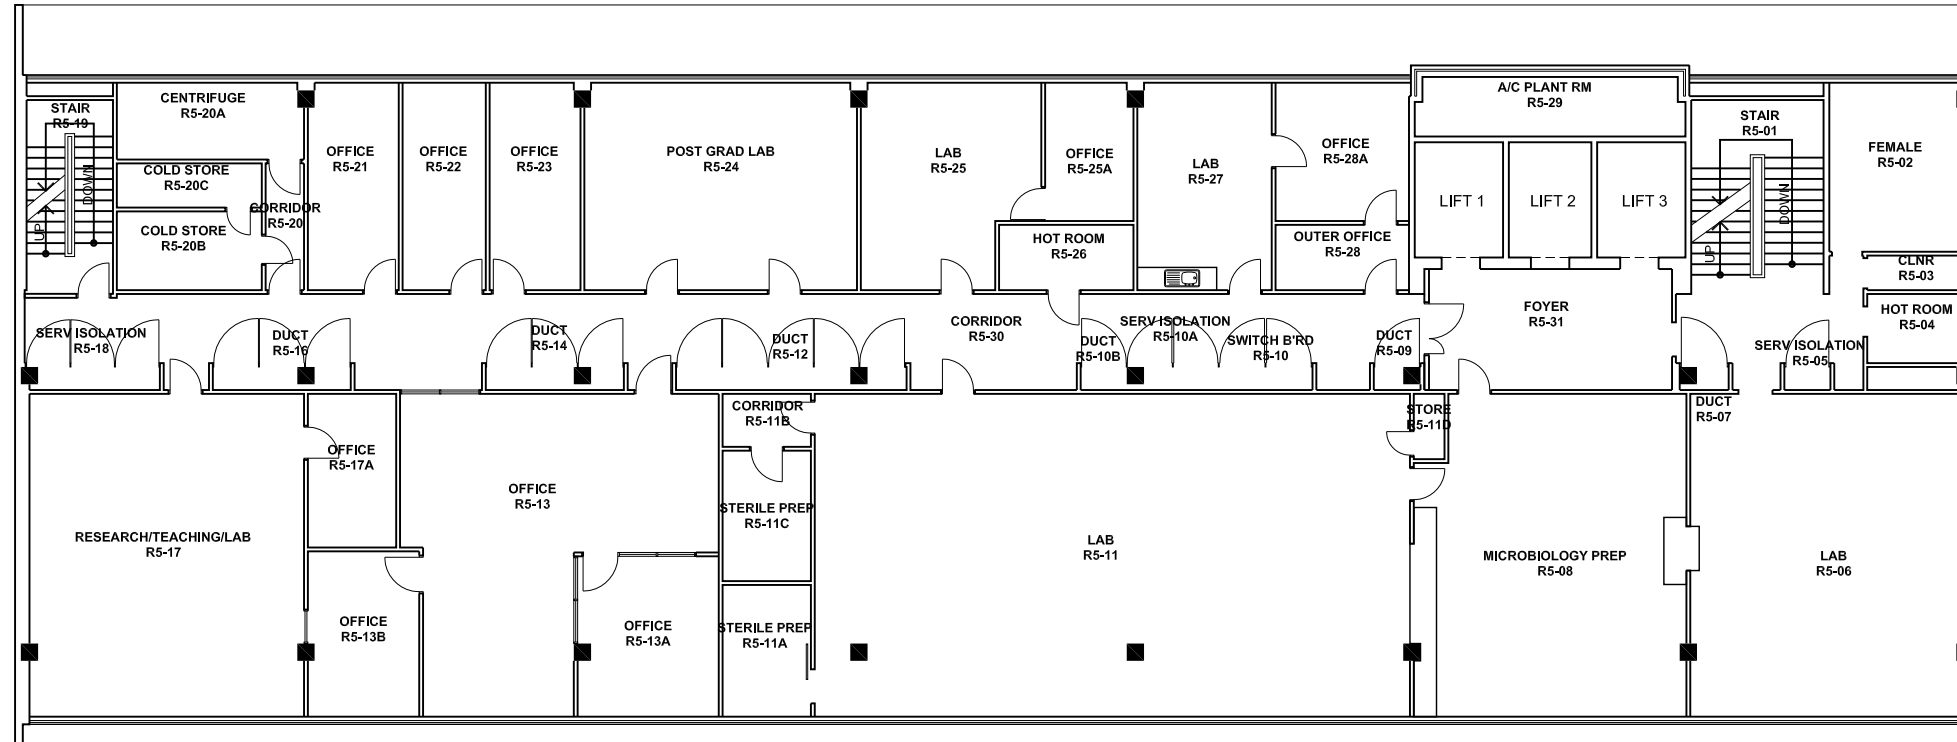 CENTRIFUGE
R5-20A
STAIR
R5-19
UP
DOWN
COLD STORE
R5-20C
COLD STORE
R5-20B
CORRIDOR
R5-20
OFFICE
R5-21
OFFICE
R5-22
OFFICE
R5-23
POST GRAD LAB
R5-24
LAB
R5-25
OFFICE
R5-25A
HOT ROOM
R5-26
LAB
R5-27
OFFICE
R5-28A
OUTER OFFICE
R5-28
A/C PLANT RM
R5-29
LIFT 1
LIFT 2
LIFT 3
STAIR
R5-01
UP
DOWN
FEMALE
R5-02
CLNR
R5-03
HOT ROOM
R5-04
SERV ISOLATION
R5-18
DUCT
R5-16
DUCT
R5-14
DUCT
R5-12
CORRIDOR
R5-30
DUCT
R5-10B
SERV ISOLATION
R5-10A
SWITCH B'RD
R5-10
DUCT
R5-09
FOYER
R5-31
SERV ISOLATION
R5-05
DUCT
R5-07
RESEARCH/TEACHING/LAB
R5-17
OFFICE
R5-17A
OFFICE
R5-13B
OFFICE
R5-13
OFFICE
R5-13A
CORRIDOR
R5-11B
STERILE PREP
R5-11C
STERILE PREP
R5-11A
LAB
R5-11
STORE
R5-11D
MICROBIOLOGY PREP
R5-08
LAB
R5-06